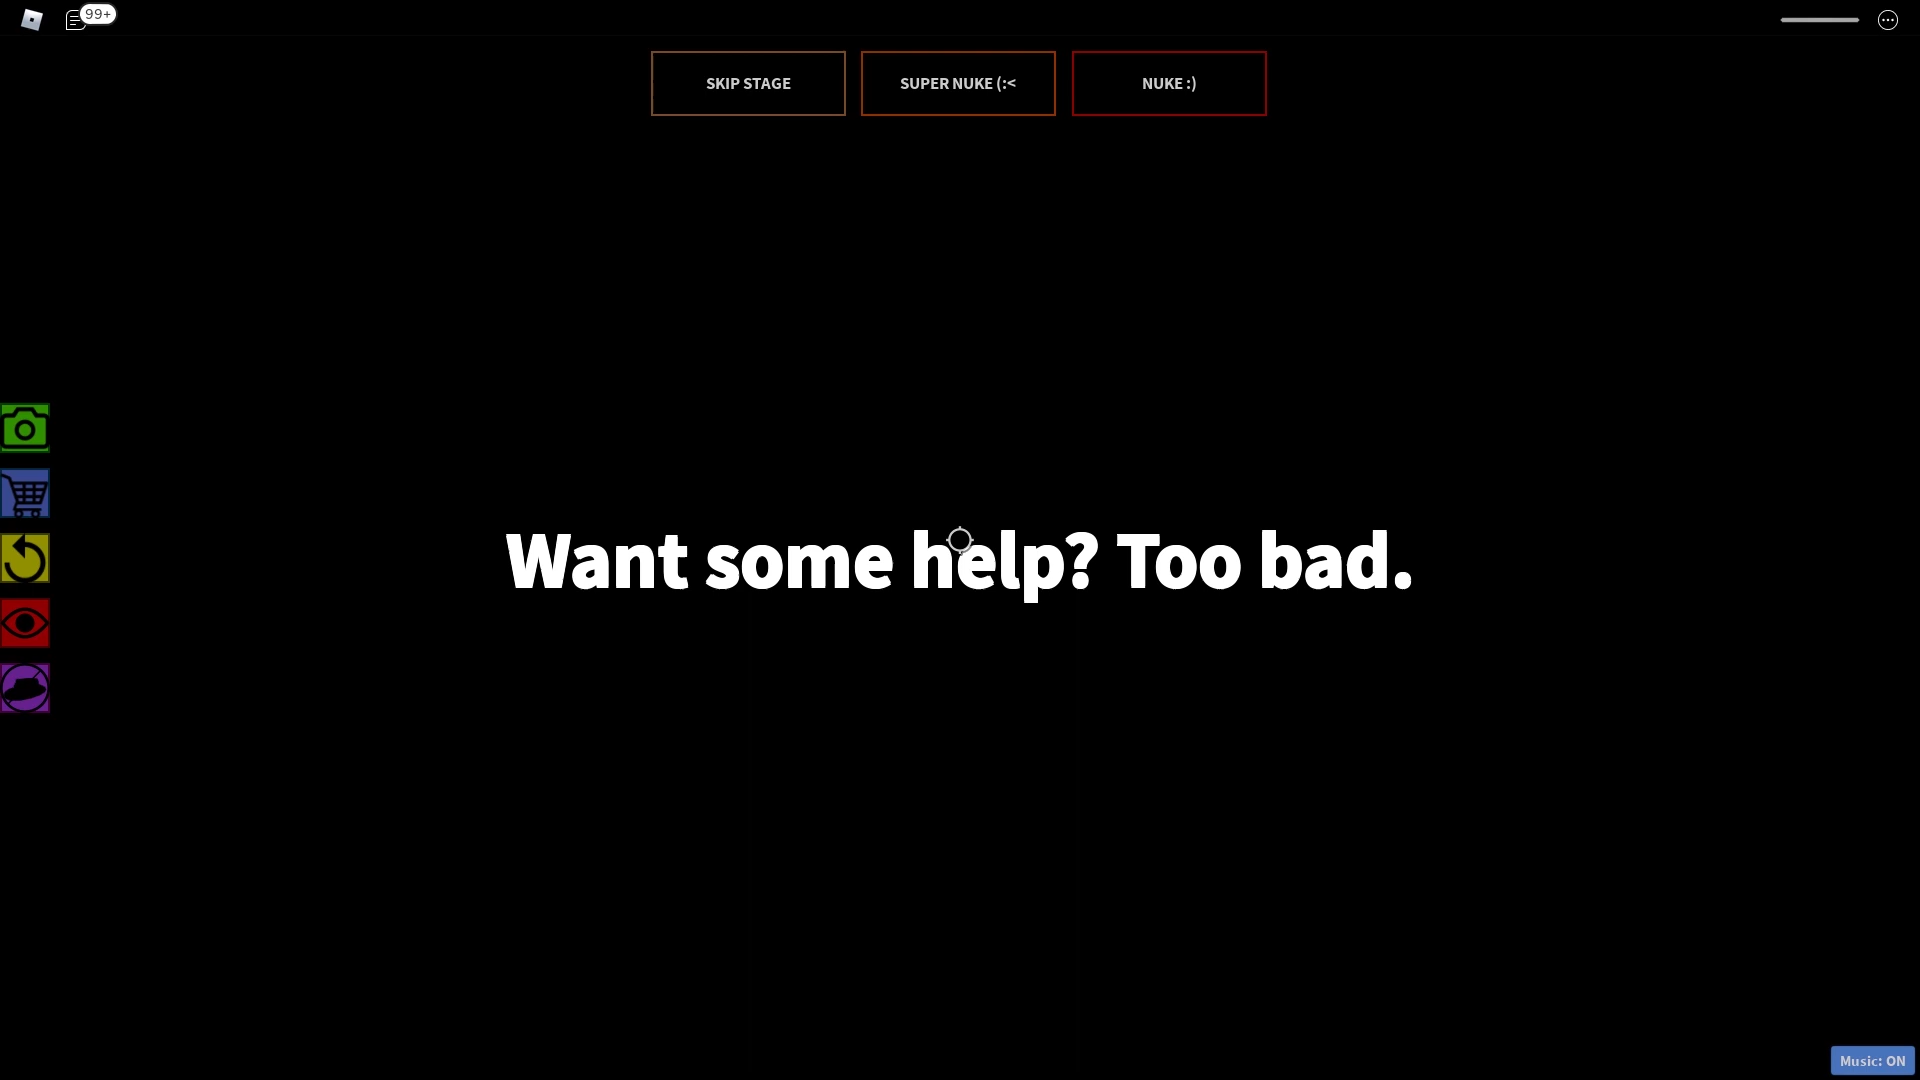 99+
SKIP STAGE
SUPER NUKE (:<
NUKE :)
Want some help? Too bad.
Music: ON